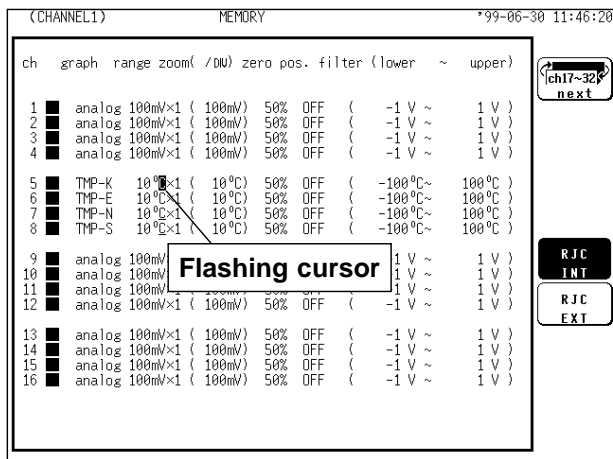 (CHANNEL1) MEMORY '99-06-30 11:46:20
ch graph range zoom( /DIV) zero pos. filter (lower ~ upper)
ch17~32
next
1 analog 100mV×1 ( 100mV) 50% OFF ( -1 V ~ 1 V )
2 analog 100mV×1 ( 100mV) 50% OFF ( -1 V ~ 1 V )
3 analog 100mV×1 ( 100mV) 50% OFF ( -1 V ~ 1 V )
4 analog 100mV×1 ( 100mV) 50% OFF ( -1 V ~ 1 V )
5 TMP-K 10°C×1 ( 10°C) 50% OFF ( -100°C~ 100°C )
6 TMP-E 10°C×1 ( 10°C) 50% OFF ( -100°C~ 100°C )
7 TMP-N 10°C×1 ( 10°C) 50% OFF ( -100°C~ 100°C )
8 TMP-S 10°C×1 ( 10°C) 50% OFF ( -100°C~ 100°C )
Flashing cursor
9 analog 100mV -1 V ~ 1 V )
10 analog 100mV -1 V ~ 1 V )
11 analog 100mV -1 V ~ 1 V )
12 analog 100mV×1 ( 100mV) 50% OFF ( -1 V ~ 1 V )
RJC
INT
RJC
EXT
13 analog 100mV×1 ( 100mV) 50% OFF ( -1 V ~ 1 V )
14 analog 100mV×1 ( 100mV) 50% OFF ( -1 V ~ 1 V )
15 analog 100mV×1 ( 100mV) 50% OFF ( -1 V ~ 1 V )
16 analog 100mV×1 ( 100mV) 50% OFF ( -1 V ~ 1 V )